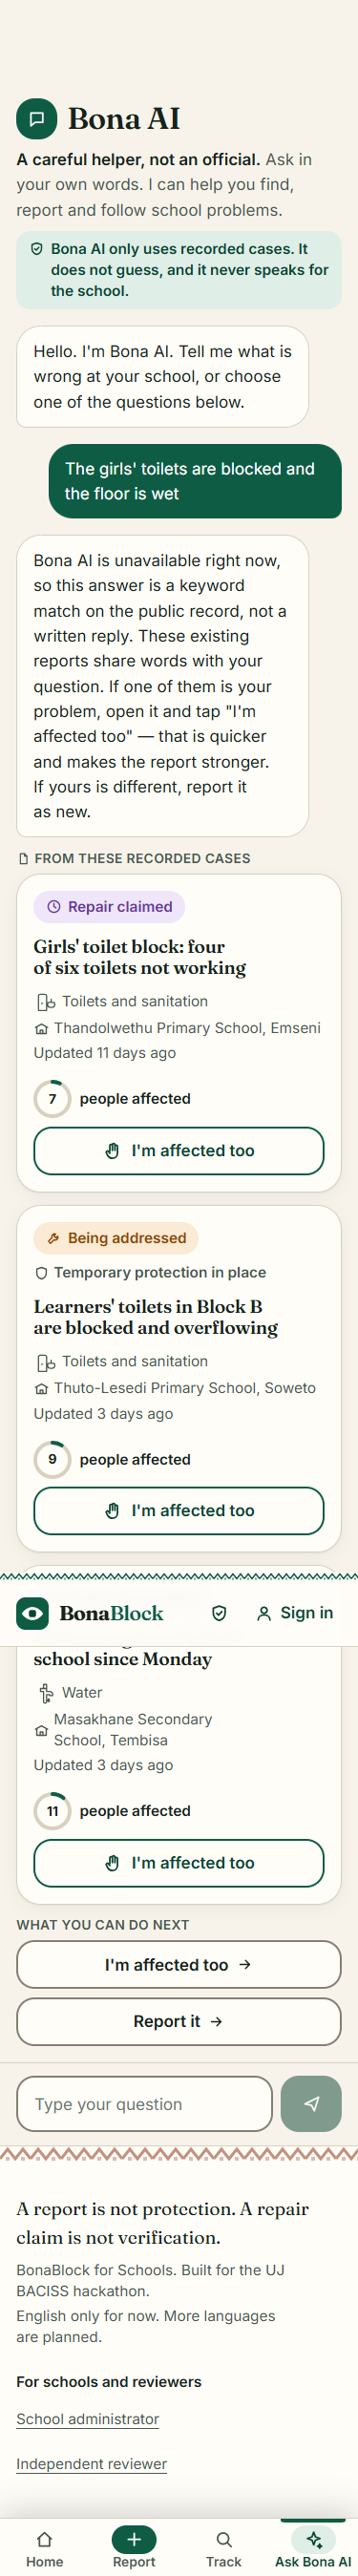 Bona AI
A careful helper, not an official. Ask in
your own words. I can help you find,
report and follow school problems.
Bona AI only uses recorded cases. It
does not guess, and it never speaks for
the school.
Hello. I'm Bona AI. Tell me what is
wrong at your school, or choose
one of the questions below.
The girls' toilets are blocked and
the floor is wet
Bona AI is unavailable right now,
so this answer is a keyword
match on the public record, not a
written reply. These existing
reports share words with your
question. If one of them is your
problem, open it and tap "I'm
affected too" — that is quicker
and makes the report stronger.
If yours is different, report it
as new.
FROM THESE RECORDED CASES
Repair claimed
Girls' toilet block: four
of six toilets not working
Toilets and sanitation
Thandolwethu Primary School, Emseni
Updated 11 days ago
7 people affected
I'm affected too
Being addressed
Temporary protection in place
Learners' toilets in Block B
are blocked and overflowing
Toilets and sanitation
Thuto-Lesedi Primary School, Soweto
Updated 3 days ago
9 people affected
I'm affected too
BonaBlock
Sign in
school since Monday
Water
Masakhane Secondary
School, Tembisa
Updated 3 days ago
11 people affected
I'm affected too
WHAT YOU CAN DO NEXT
I'm affected too →
Report it →
Type your question
A report is not protection. A repair
claim is not verification.
BonaBlock for Schools. Built for the UJ
BACISS hackathon.
English only for now. More languages
are planned.
For schools and reviewers
School administrator
Independent reviewer
Home
Report
Track
Ask Bona AI